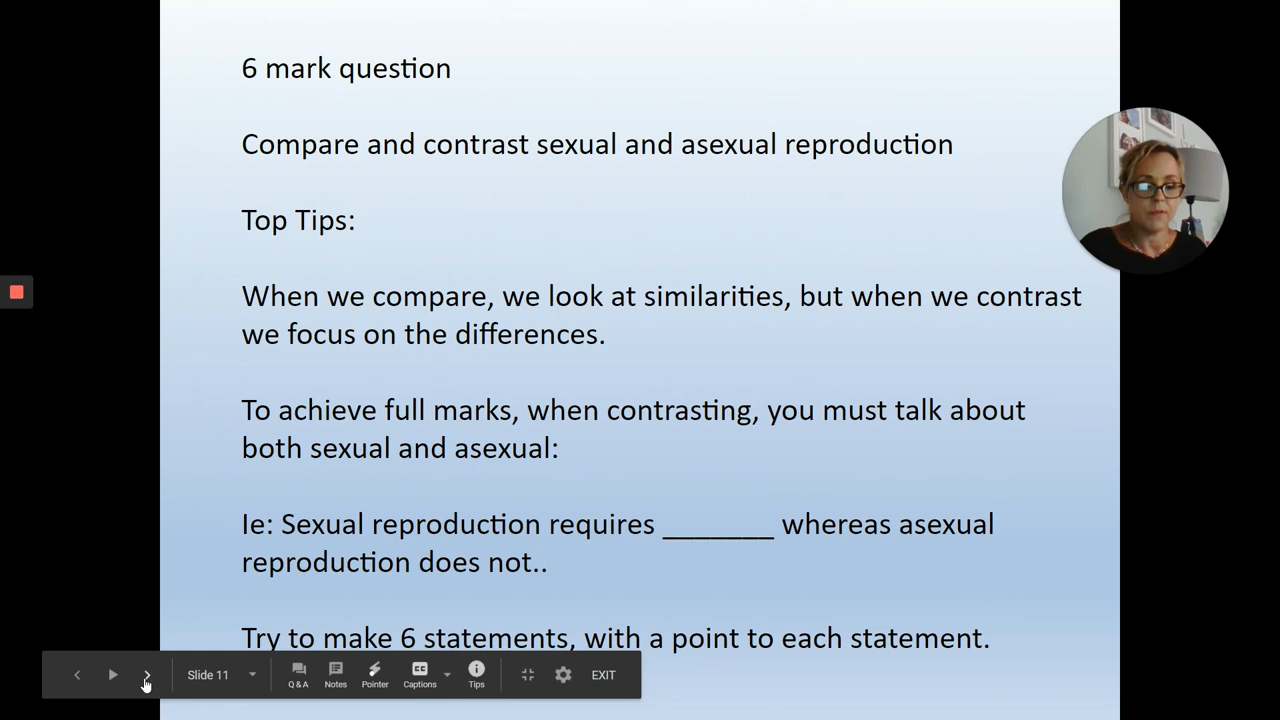 6 mark question
Compare and contrast sexual and asexual reproduction
Top Tips:
When we compare, we look at similarities, but when we contrast
we focus on the differences.
To achieve full marks, when contrasting, you must talk about
both sexual and asexual:
Ie: Sexual reproduction requires _______ whereas asexual
reproduction does not..
Try to make 6 statements, with a point to each statement.
Slide 11
Q & A
Notes
Pointer
Captions
Tips
EXIT